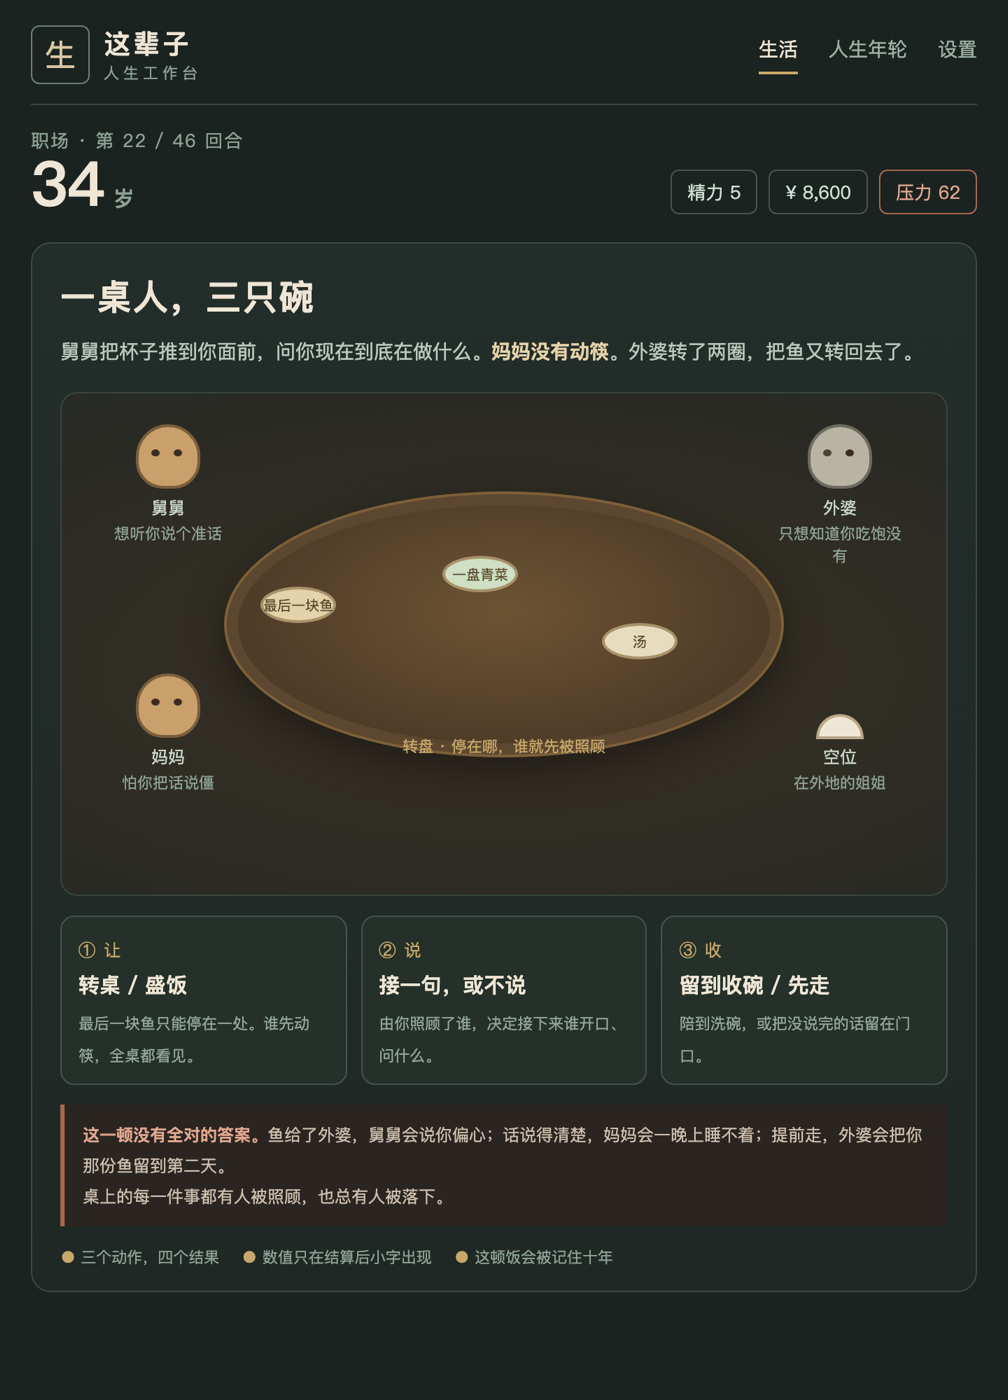 生
这辈子
人生工作台
生活
人生年轮
设置
职场 · 第 22 / 46 回合
34 岁
精力 5
¥ 8,600
压力 62
一桌人，三只碗
舅舅把杯子推到你面前，问你现在到底在做什么。妈妈没有动筷。外婆转了两圈，把鱼又转回去了。
舅舅
想听你说个准话
外婆
只想知道你吃饱没
有
一盘青菜
最后一块鱼
汤
妈妈
怕你把话说僵
转盘 · 停在哪，谁就先被照顾
空位
在外地的姐姐
① 让
转桌 / 盛饭
最后一块鱼只能停在一处。谁先动
筷，全桌都看见。
② 说
接一句，或不说
由你照顾了谁，决定接下来谁开口、
问什么。
③ 收
留到收碗 / 先走
陪到洗碗，或把没说完的话留在门
口。
这一顿没有全对的答案。鱼给了外婆，舅舅会说你偏心；话说得清楚，妈妈会一晚上睡不着；提前走，外婆会把你
那份鱼留到第二天。
桌上的每一件事都有人被照顾，也总有人被落下。
三个动作，四个结果
数值只在结算后小字出现
这顿饭会被记住十年